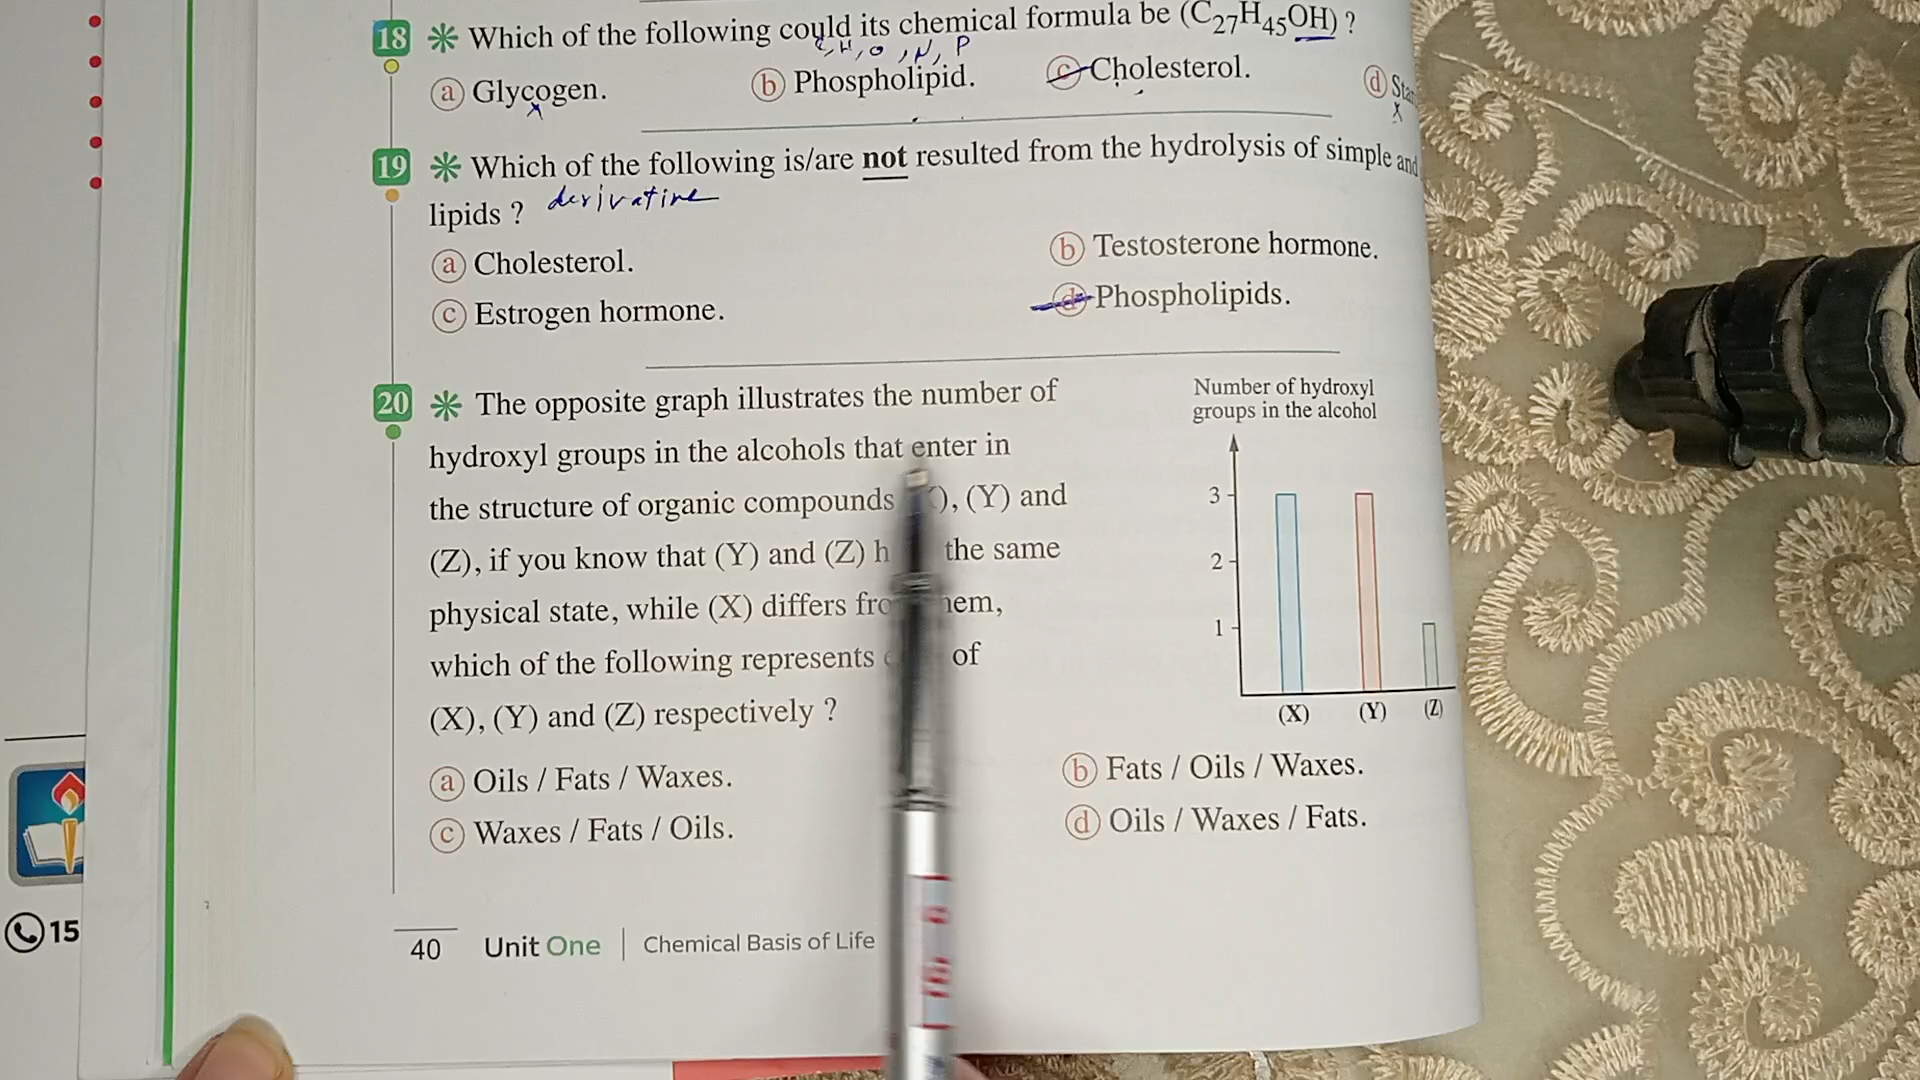 18 Which of the following could its chemical formula be (C₂₇H₄₅OH) ?
C, H, O, N, P
a Glycogen. b Phospholipid. c Cholesterol. d
x x
19 Which of the following is/are not resulted from the hydrolysis of simple and
lipids ? derivative
a Cholesterol. b Testosterone hormone.
c Estrogen hormone. d Phospholipids.
20 The opposite graph illustrates the number of
hydroxyl groups in the alcohols that enter in
the structure of organic compounds ), (Y) and
(Z), if you know that (Y) and (Z) the same
physical state, while (X) differs
which of the following represents of
(X), (Y) and (Z) respectively ?
Number of hydroxyl
groups in the alcohol
3
2
1
(X) (Y) (Z)
a Oils / Fats / Waxes. b Fats / Oils / Waxes.
c Waxes / Fats / Oils. d Oils / Waxes / Fats.
15
40 Unit One | Chemical Basis of Life